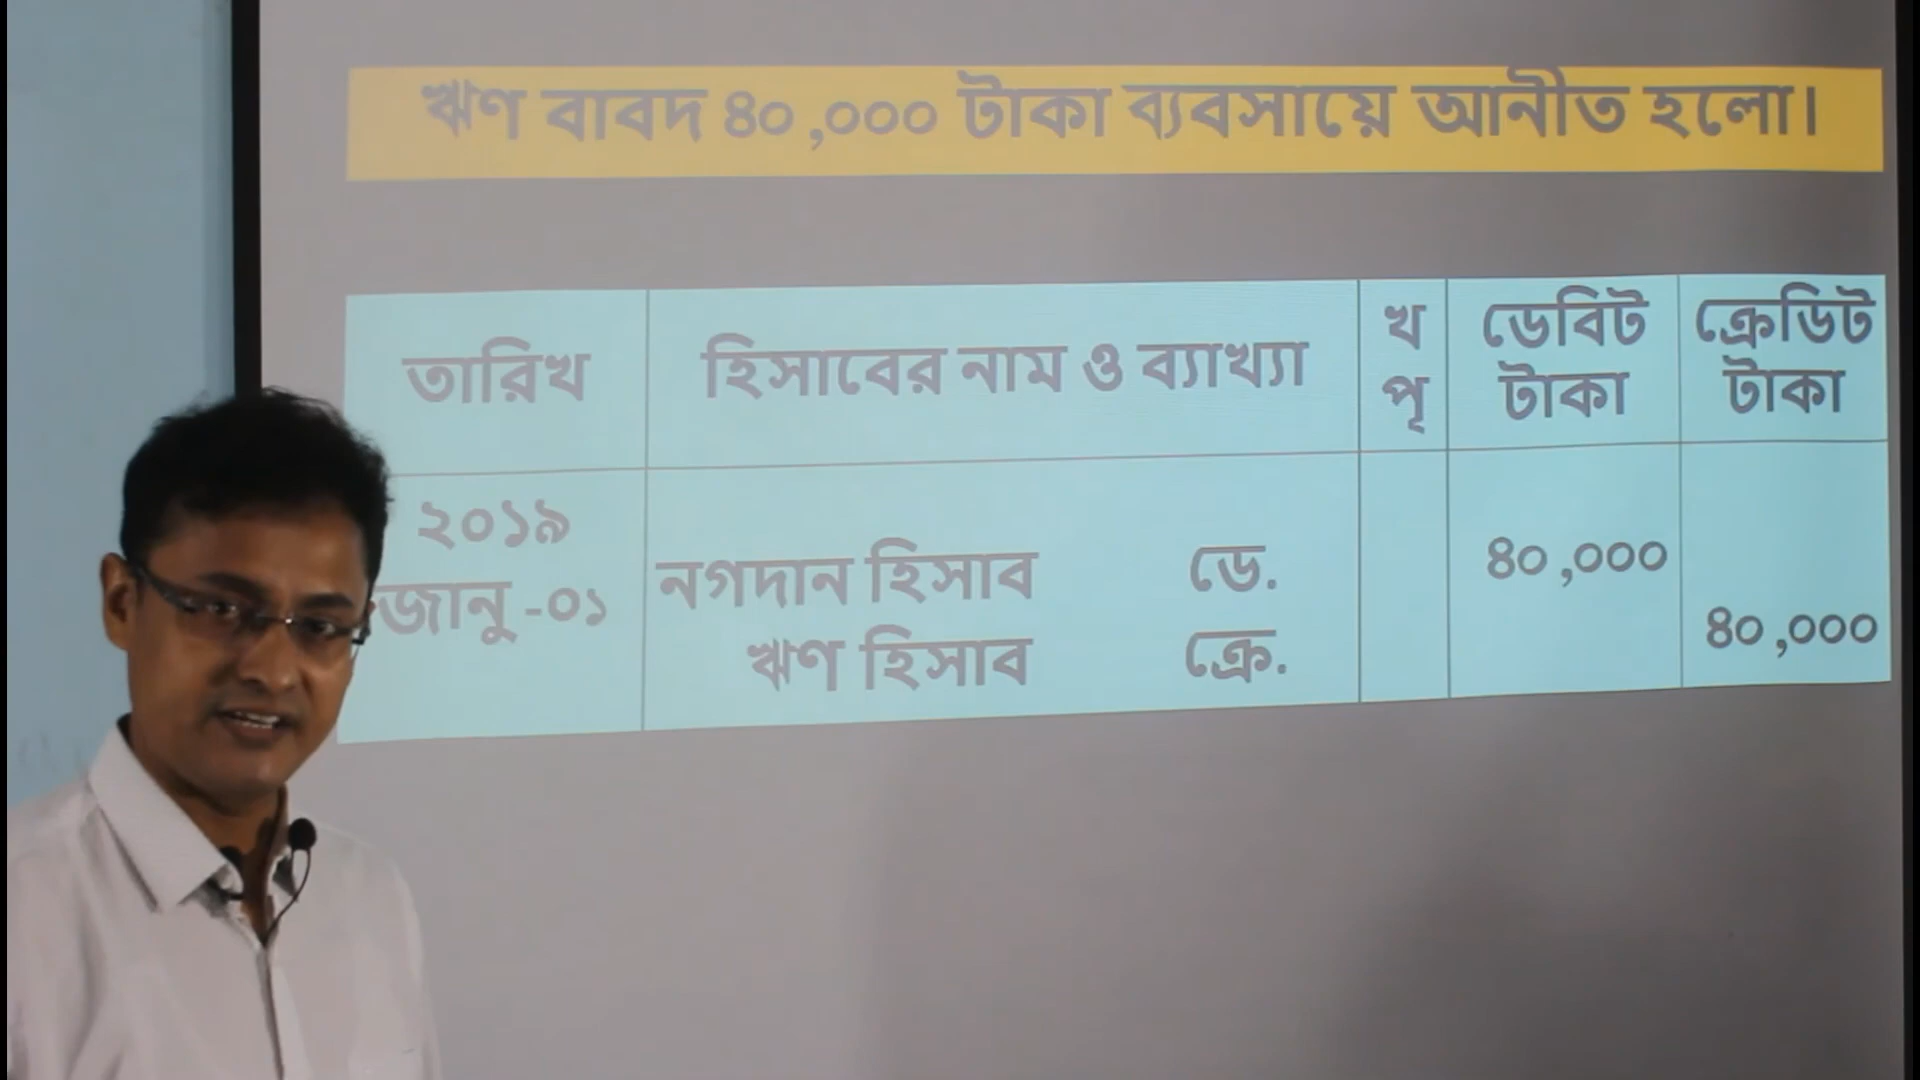 ঋণ বাবদ ৪০,০০০ টাকা ব্যবসায়ে আনীত হলো।
তারিখ হিসাবের নাম ও ব্যাখ্যা খ পৃ ডেবিট টাকা ক্রেডিট টাকা
২০১৯
জানু -০১ নগদান হিসাব ডে. ৪০,০০০
ঋণ হিসাব ক্রে. ৪০,০০০